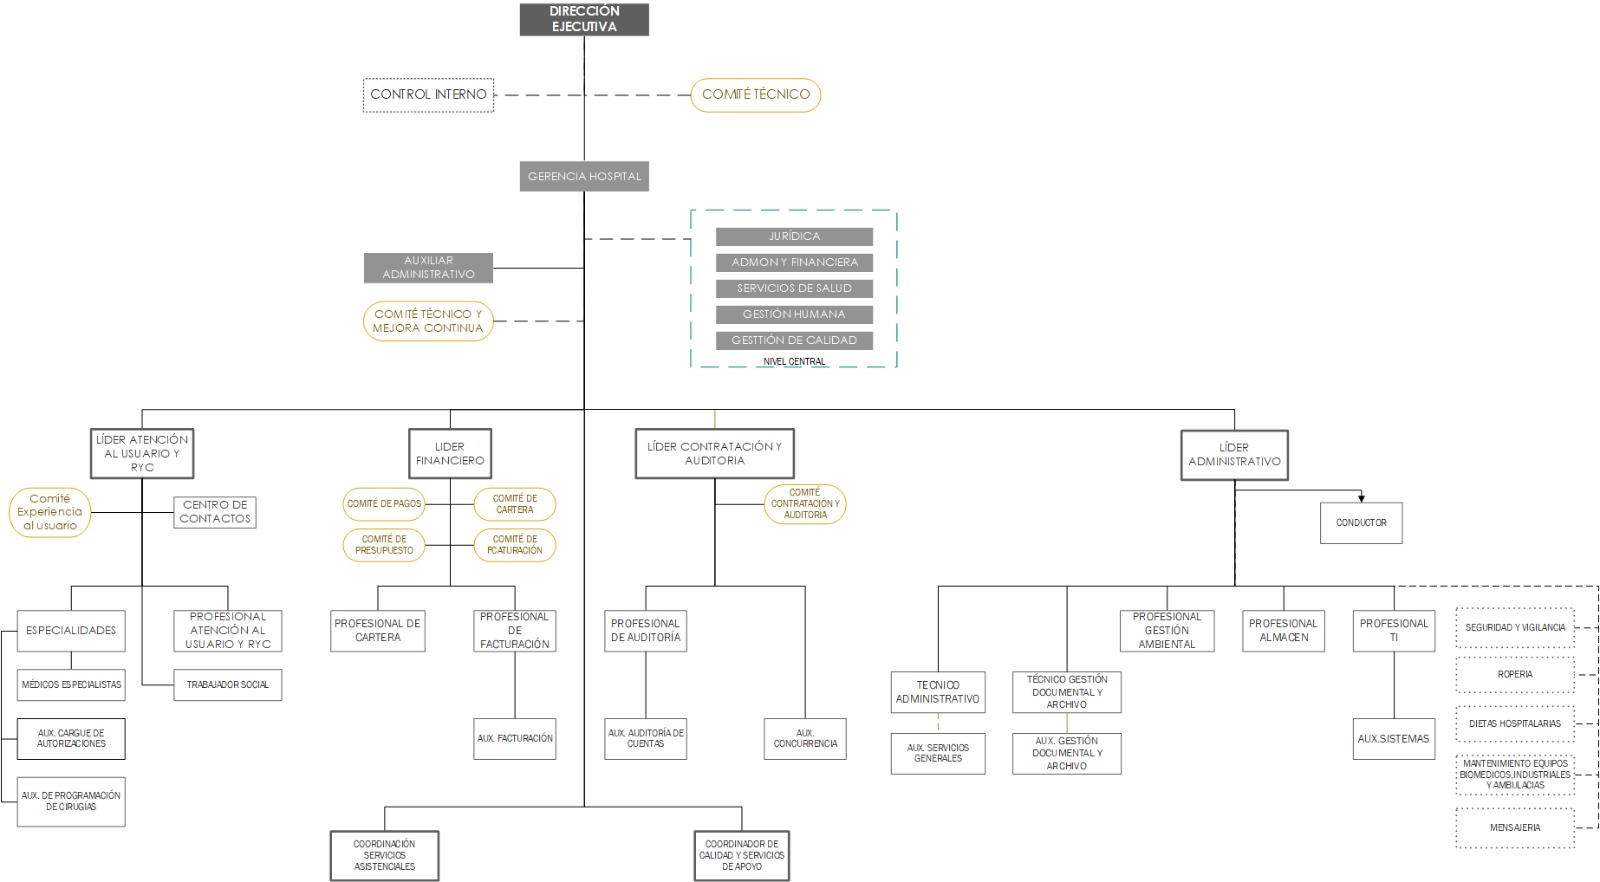 DIRECCIÓN
EJECUTIVA
CONTROL INTERNO
COMITÉ TÉCNICO
GERENCIA HOSPITAL
JURÍDICA
ADMON Y FINANCIERA
SERVICIOS DE SALUD
GESTIÓN HUMANA
GESTTIÓN DE CALIDAD
NIVEL CENTRAL
AUXILIAR
ADMINISTRATIVO
COMITÉ TÉCNICO Y
MEJORA CONTINUA
LÍDER ATENCIÓN
AL USUARIO Y
RYC
LIDER
FINANCIERO
LÍDER CONTRATACIÓN Y
AUDITORIA
LÍDER
ADMINISTRATIVO
Comité
Experiencia
al usuario
CENTRO DE
CONTACTOS
COMITÉ DE PAGOS
COMITÉ DE
CARTERA
COMITÉ DE
PRESUPUESTO
COMITÉ DE
FCATURACIÓN
COMITÉ
CONTRATACIÓN Y
AUDITORÍA
CONDUCTOR
ESPECIALIDADES
PROFESIONAL
ATENCIÓN AL
USUARIO Y RYC
MÉDICOS ESPECIALISTAS
TRABAJADOR SOCIAL
AUX. CARGUE DE
AUTORIZACIONES
AUX. DE PROGRAMACIÓN
DE CIRUGÍAS
PROFESIONAL DE
CARTERA
PROFESIONAL
DE
FACTURACIÓN
AUX. FACTURACIÓN
PROFESIONAL
DE AUDITORÍA
AUX. AUDITORÍA DE
CUENTAS
AUX.
CONCURRENCIA
PROFESIONAL
GESTIÓN
AMBIENTAL
PROFESIONAL
ALMACEN
PROFESIONAL
TI
TECNICO
ADMINISTRATIVO
TÉCNICO GESTIÓN
DOCUMENTAL Y
ARCHIVO
AUX. SERVICIOS
GENERALES
AUX. GESTIÓN
DOCUMENTAL Y
ARCHIVO
AUX.SISTEMAS
SEGURIDAD Y VIGILANCIA
ROPERIA
DIETAS HOSPITALARIAS
MANTENIMIENTO EQUIPOS
BIOMEDICOS,INDUSTRIALES
Y AMBULACIAS
MENSAJERIA
COORDINACIÓN
SERVICIOS
ASISTENCIALES
COORDINADOR DE
CALIDAD Y SERVICIOS
DE APOYO